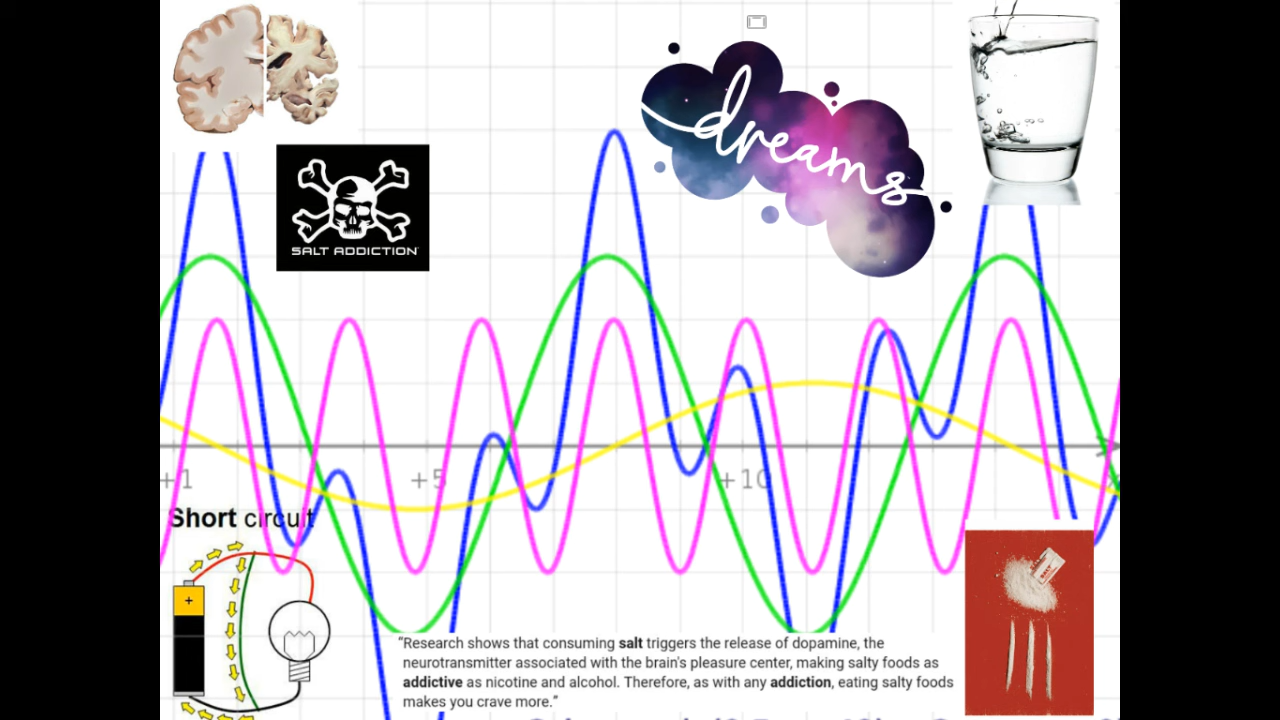 dreams
SALT ADDICTION
+1
+5
+10
Short circuit
+
"Research shows that consuming salt triggers the release of dopamine, the
neurotransmitter associated with the brain's pleasure center, making salty foods as
addictive as nicotine and alcohol. Therefore, as with any addiction, eating salty foods
makes you crave more."